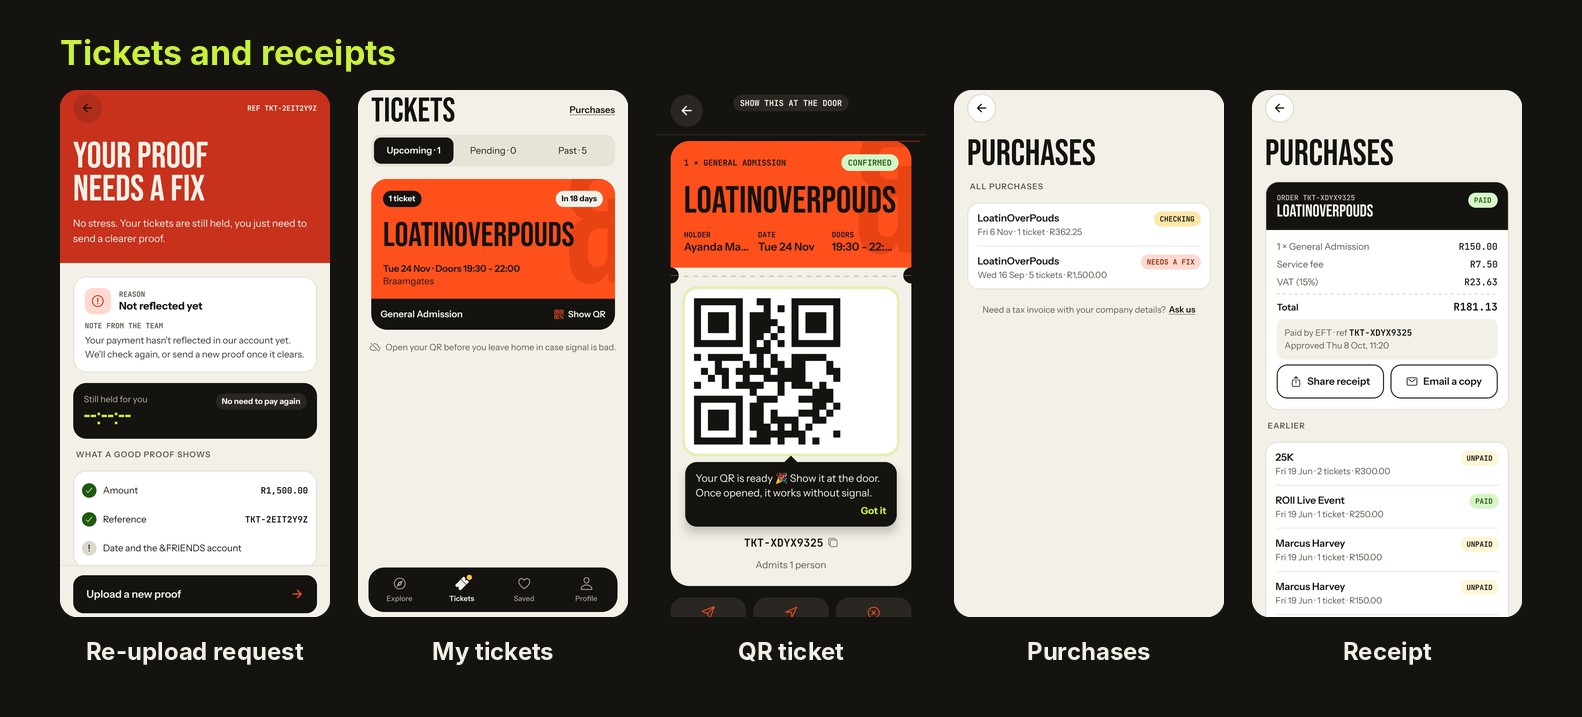 Tickets and receipts
REF TKT-2EIT2Y9Z
YOUR PROOF
NEEDS A FIX
No stress. Your tickets are still held, you just need to
send a clearer proof.
REASON
Not reflected yet
NOTE FROM THE TEAM
Your payment hasn't reflected in our account yet.
We'll check again, or send a new proof once it clears.
Still held for you
No need to pay again
--:--:--
WHAT A GOOD PROOF SHOWS
Amount R1,500.00
Reference TKT-2EIT2Y9Z
! Date and the &FRIENDS account
Upload a new proof
Re-upload request
TICKETS
Purchases
Upcoming · 1 Pending · 0 Past · 5
1 ticket In 18 days
LOATINOVERPOUDS
Tue 24 Nov · Doors 19:30 - 22:00
Braamgates
General Admission Show QR
Open your QR before you leave home in case signal is bad.
Explore Tickets Saved Profile
My tickets
SHOW THIS AT THE DOOR
1 × GENERAL ADMISSION CONFIRMED
LOATINOVERPOUDS
HOLDER DATE DOORS
Ayanda Ma... Tue 24 Nov 19:30 - 22:...
Your QR is ready 🎉 Show it at the door.
Once opened, it works without signal.
Got it
TKT-XDYX9325
Admits 1 person
QR ticket
PURCHASES
ALL PURCHASES
LoatinOverPouds CHECKING
Fri 6 Nov · 1 ticket · R362.25
LoatinOverPouds NEEDS A FIX
Wed 16 Sep · 5 tickets · R1,500.00
Need a tax invoice with your company details? Ask us
Purchases
PURCHASES
ORDER TKT-XDYX9325
LOATINOVERPOUDS PAID
1 × General Admission R150.00
Service fee R7.50
VAT (15%) R23.63
Total R181.13
Paid by EFT · ref TKT-XDYX9325
Approved Thu 8 Oct, 11:20
Share receipt Email a copy
EARLIER
25K UNPAID
Fri 19 Jun · 2 tickets · R300.00
ROII Live Event PAID
Fri 19 Jun · 1 ticket · R250.00
Marcus Harvey UNPAID
Fri 19 Jun · 1 ticket · R150.00
Marcus Harvey UNPAID
Fri 19 Jun · 1 ticket · R150.00
Receipt